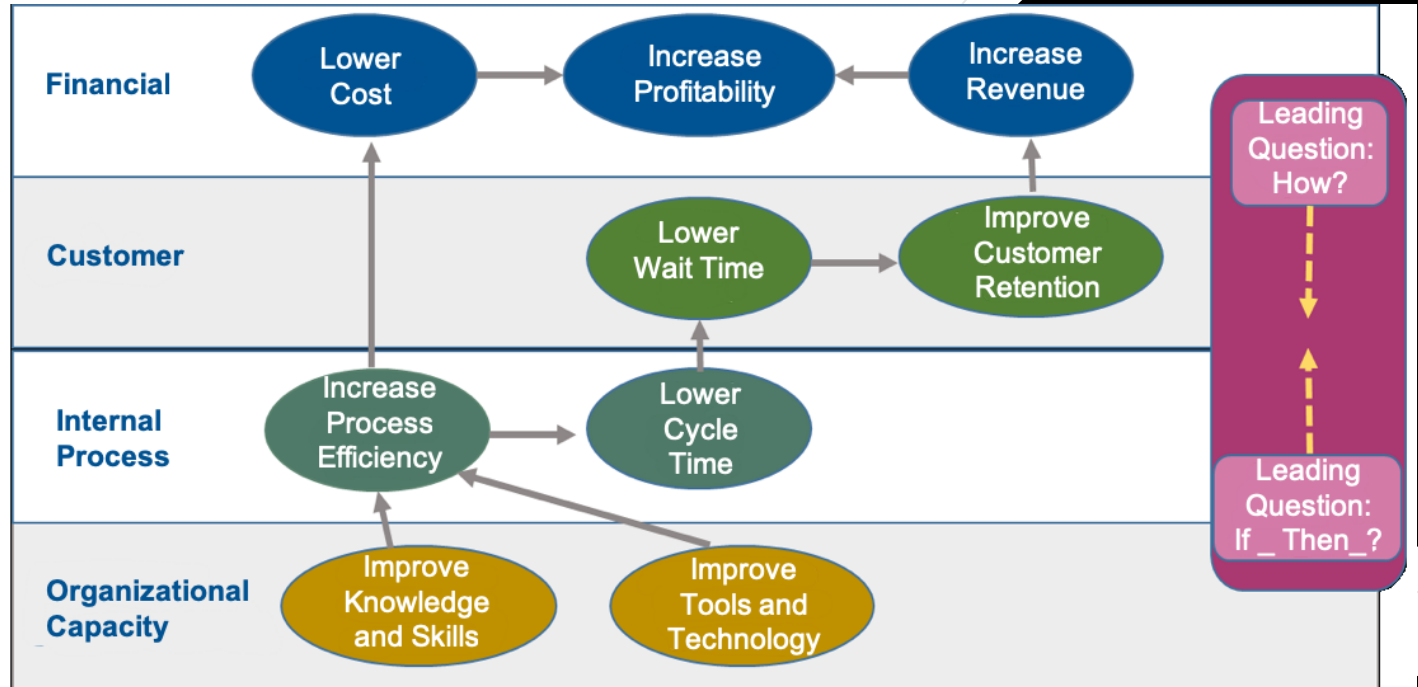 Financial
Lower
Cost
Increase
Profitability
Increase
Revenue
Customer
Lower
Wait Time
Improve
Customer
Retention
Internal
Process
Increase
Process
Efficiency
Lower
Cycle
Time
Organizational
Capacity
Improve
Knowledge
and Skills
Improve
Tools and
Technology
Leading
Question:
How?
Leading
Question:
If _ Then_?